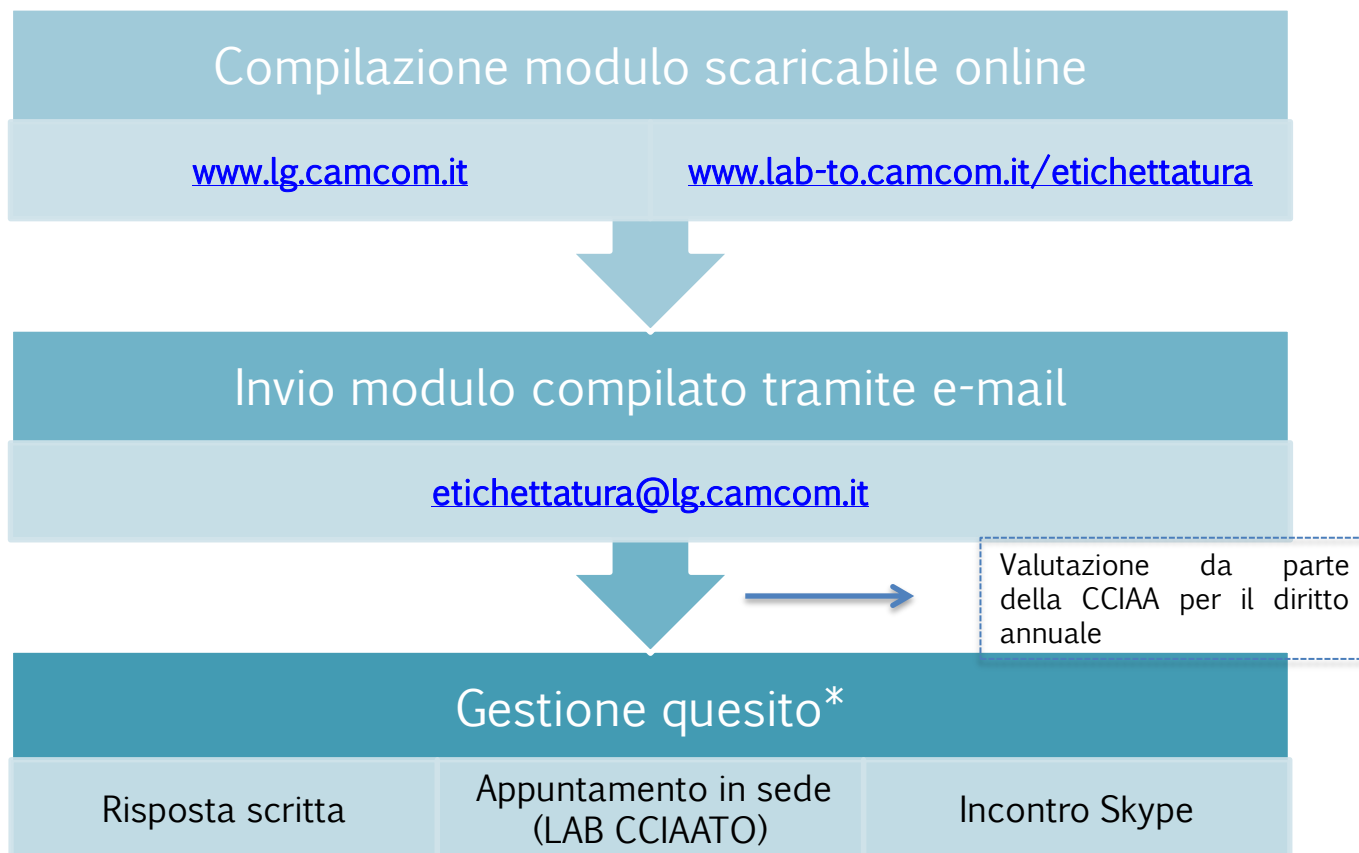 Compilazione modulo scaricabile online
www.lg.camcom.it
www.lab-to.camcom.it/etichettatura
Invio modulo compilato tramite e-mail
etichettatura@lg.camcom.it
Valutazione da parte
della CCIAA per il diritto
annuale
Gestione quesito*
Risposta scritta
Appuntamento in sede
(LAB CCIAATO)
Incontro Skype